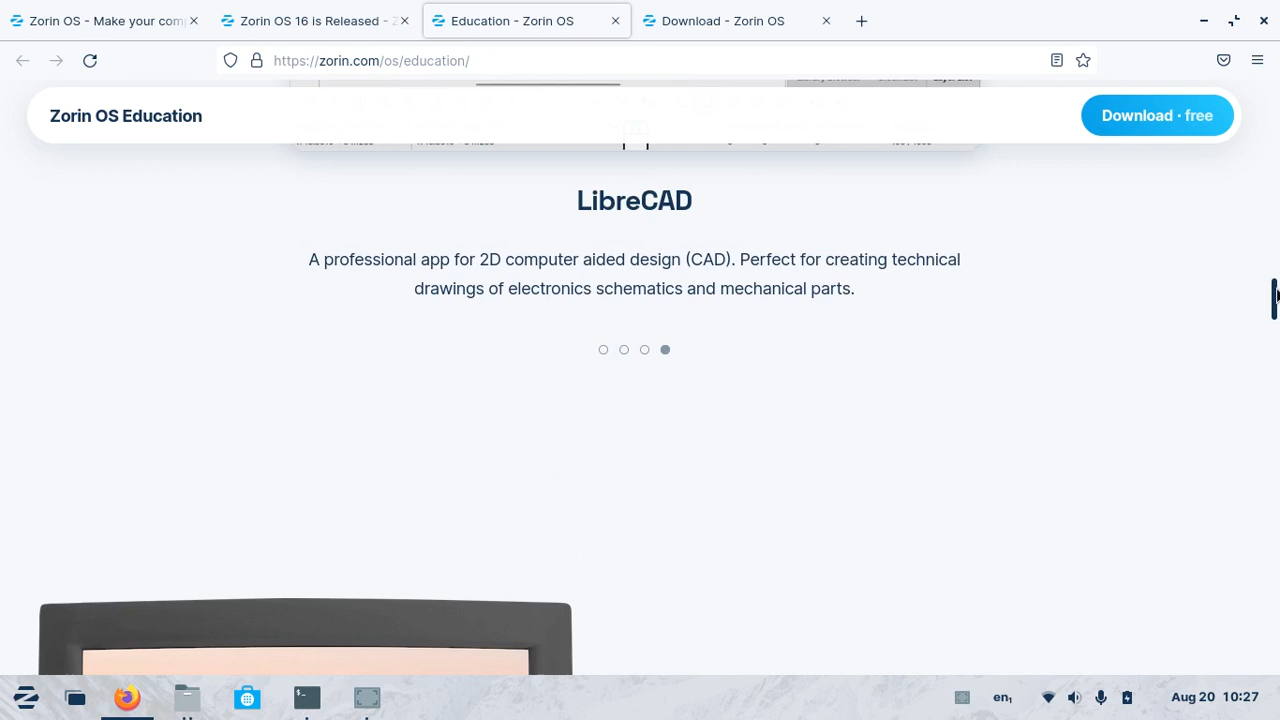 Zorin OS - Make your com
Zorin OS 16 is Released - Z
Education - Zorin OS
Download - Zorin OS
https://zorin.com/os/education/
Zorin OS Education
Download · free
LibreCAD
A professional app for 2D computer aided design (CAD). Perfect for creating technical
drawings of electronics schematics and mechanical parts.
en1
Aug 20 10:27